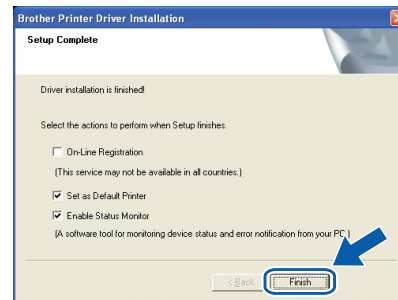 Brother Printer Driver Installation
Setup Complete
Driver installation is finished!
Select the actions to perform when Setup finishes.
On-Line Registration
(This service may not be available in all countries.)
Set as Default Printer
Enable Status Monitor
(A software tool for monitoring device status and error notification from your PC.)
< Back
Finish